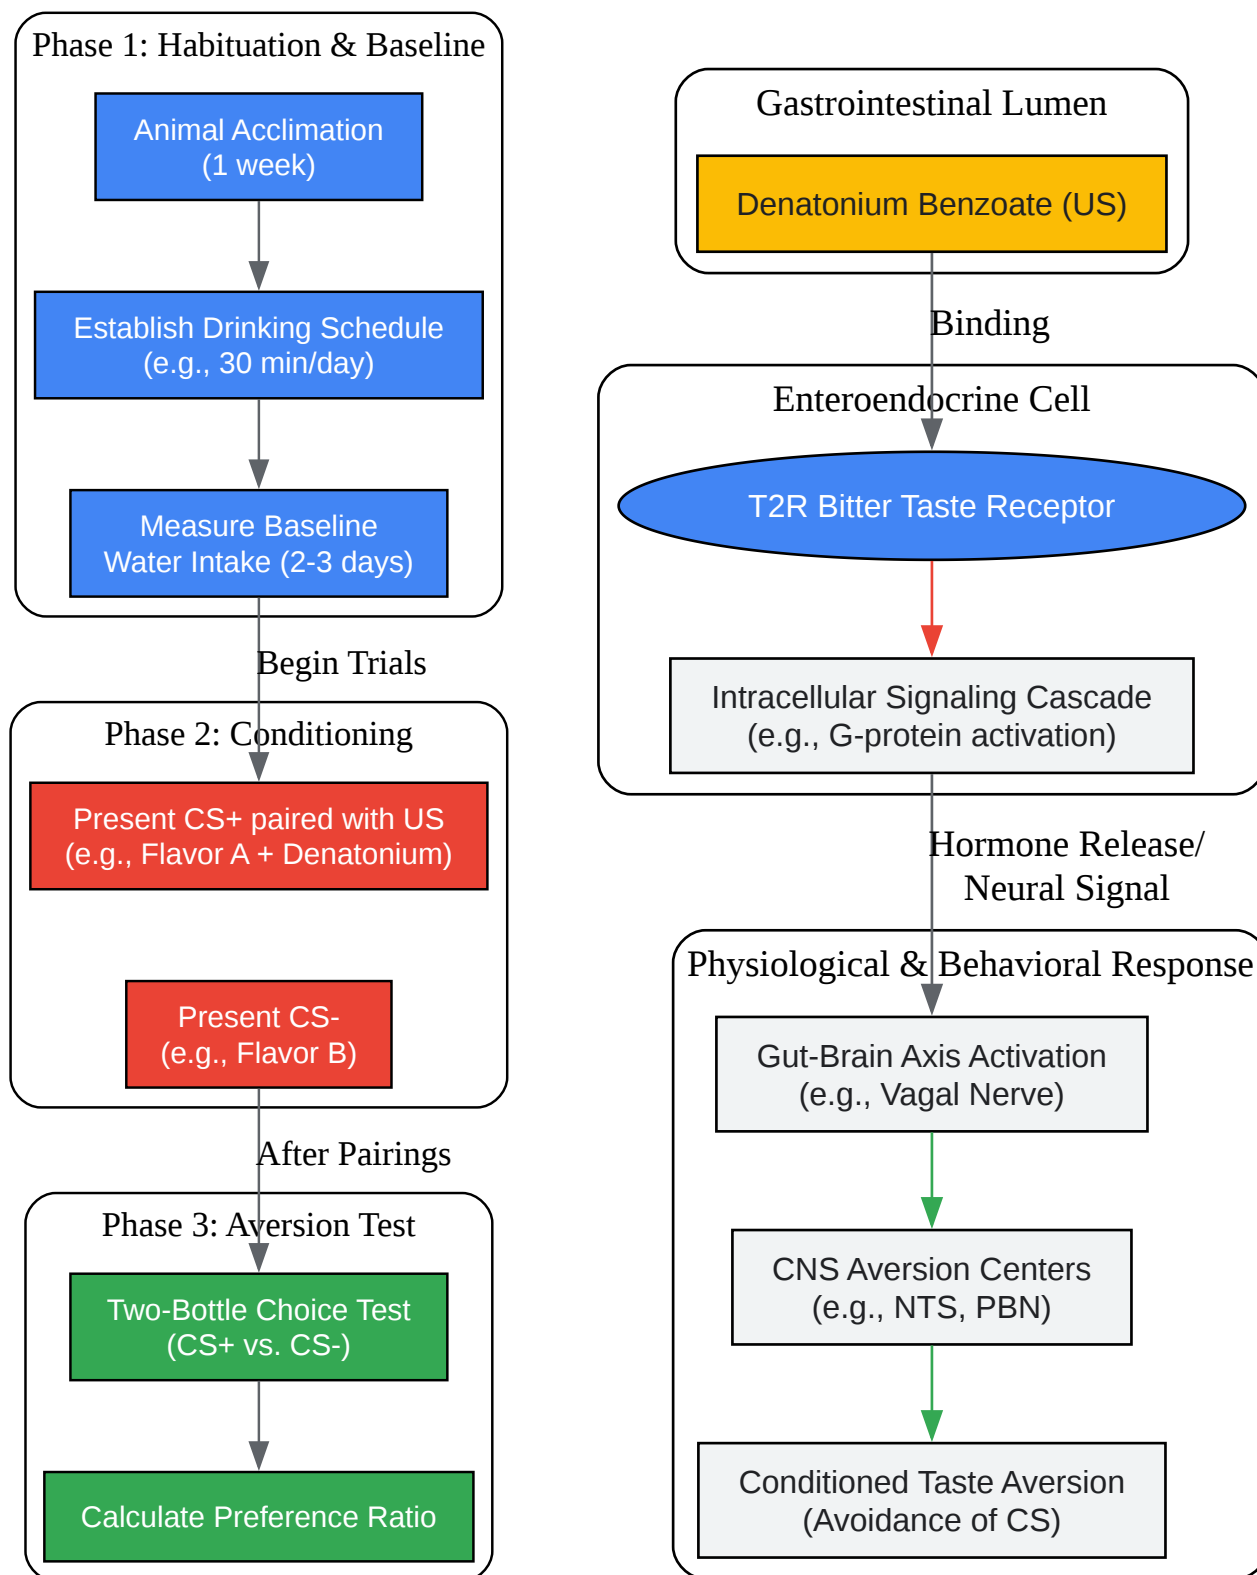 Phase 1: Habituation & Baseline
Animal Acclimation
(1 week)
Establish Drinking Schedule
(e.g., 30 min/day)
Measure Baseline
Water Intake (2-3 days)
Begin Trials
Phase 2: Conditioning
Present CS+ paired with US
(e.g., Flavor A + Denatonium)
Present CS-
(e.g., Flavor B)
After Pairings
Phase 3: Aversion Test
Two-Bottle Choice Test
(CS+ vs. CS-)
Calculate Preference Ratio
Gastrointestinal Lumen
Denatonium Benzoate (US)
Binding
Enteroendocrine Cell
T2R Bitter Taste Receptor
Intracellular Signaling Cascade
(e.g., G-protein activation)
Hormone Release/
Neural Signal
Physiological & Behavioral Response
Gut-Brain Axis Activation
(e.g., Vagal Nerve)
CNS Aversion Centers
(e.g., NTS, PBN)
Conditioned Taste Aversion
(Avoidance of CS)